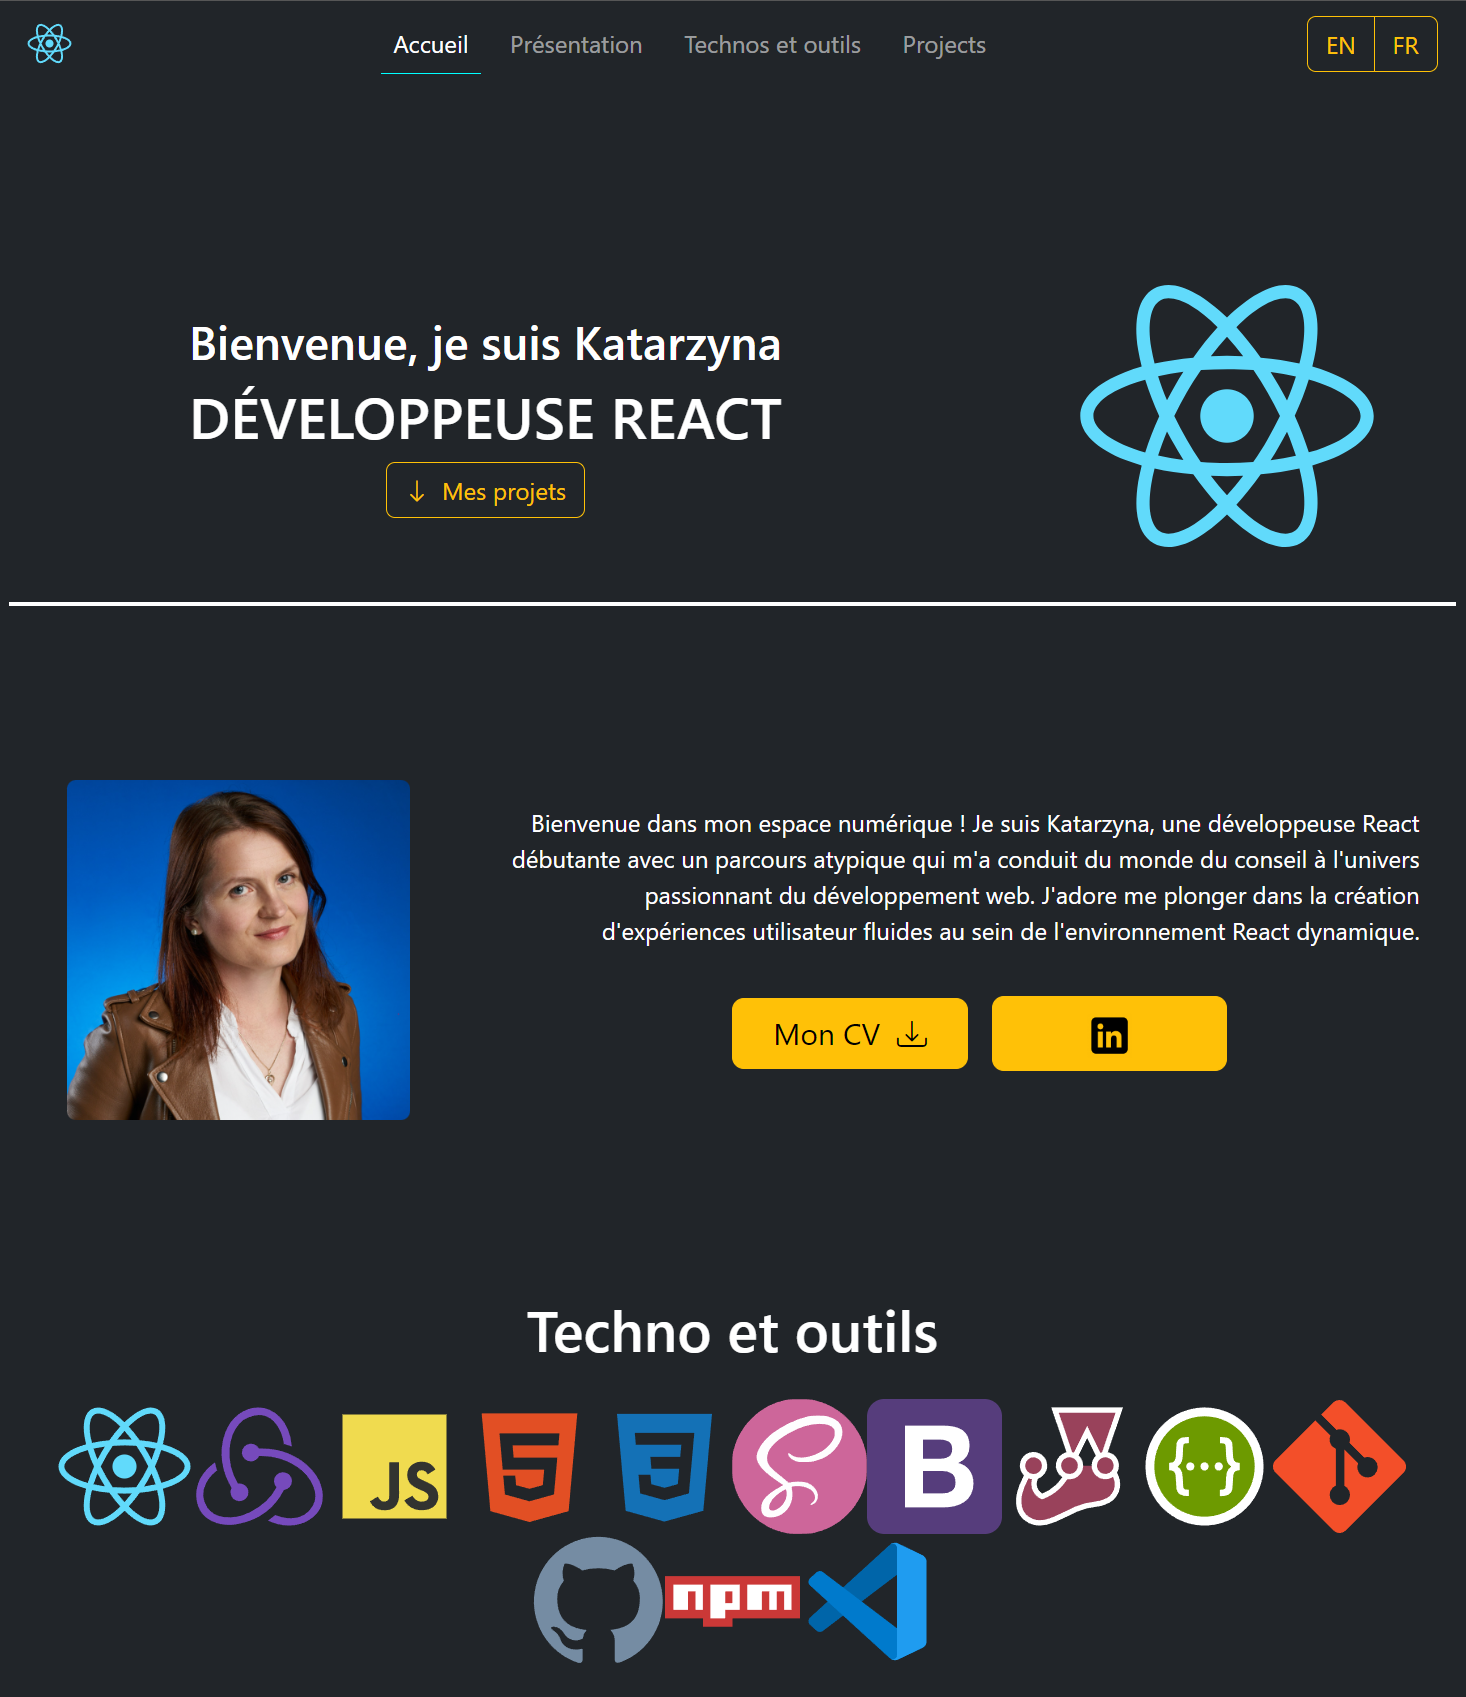 Accueil Présentation Technos et outils Projects EN FR
Bienvenue, je suis Katarzyna
DÉVELOPPEUSE REACT
Mes projets
Bienvenue dans mon espace numérique ! Je suis Katarzyna, une développeuse React
débutante avec un parcours atypique qui m'a conduit du monde du conseil à l'univers
passionnant du développement web. J'adore me plonger dans la création
d'expériences utilisateur fluides au sein de l'environnement React dynamique.
Mon CV in
Techno et outils
JS 5 3 S B {···}
npm